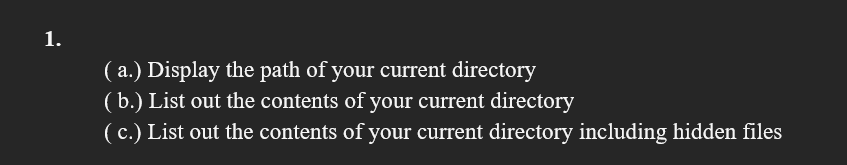 1.
( a.) Display the path of your current directory
( b.) List out the contents of your current directory
( c.) List out the contents of your current directory including hidden files